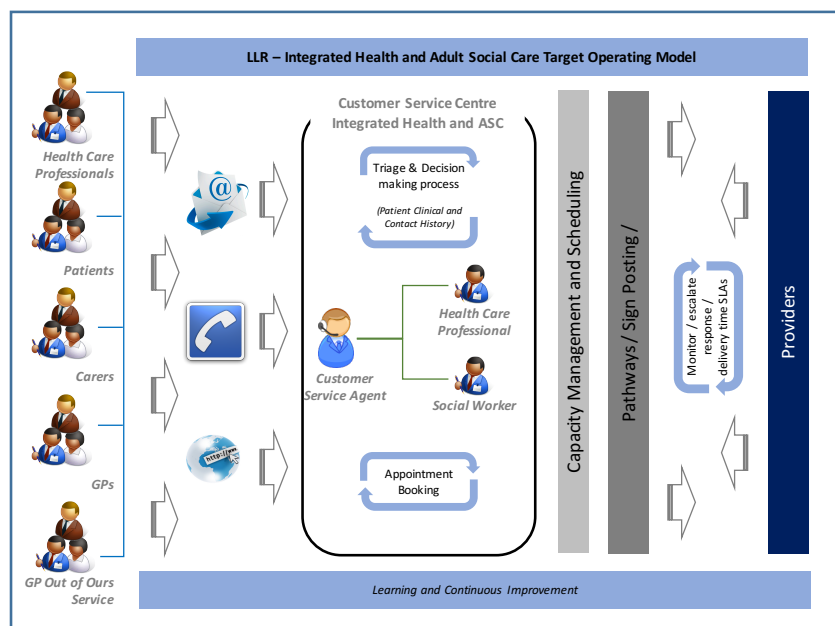 LLR – Integrated Health and Adult Social Care Target Operating Model
Health Care
Professionals
Patients
Carers
GPs
GP Out of Ours
Service
@
http://ww
Customer Service Centre
Integrated Health and ASC
Triage & Decision
making process
(Patient Clinical and
Contact History)
Health Care
Professional
Customer
Service Agent
Social Worker
Appointment
Booking
Capacity Management and Scheduling
Pathways / Sign Posting /
Monitor / escalate
response /
delivery time SLAs
Providers
Learning and Continuous Improvement